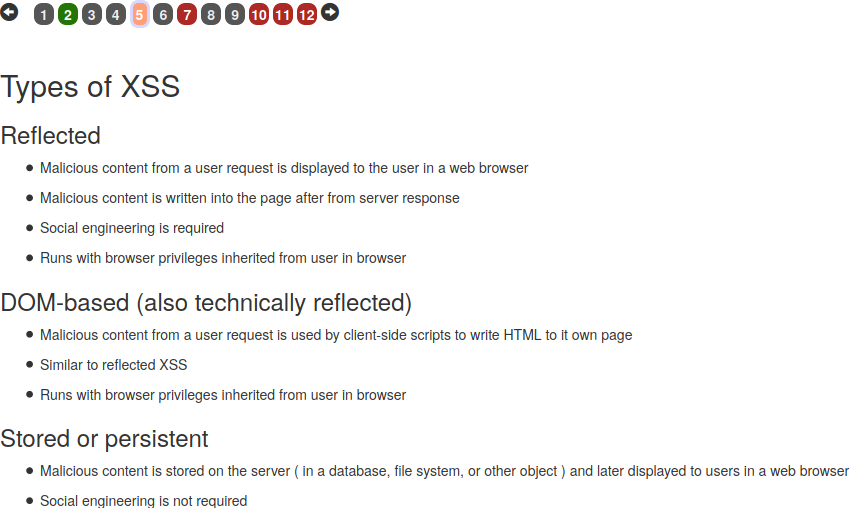 1 2 3 4 5 6 7 8 9 10 11 12
Types of XSS
Reflected
Malicious content from a user request is displayed to the user in a web browser
Malicious content is written into the page after from server response
Social engineering is required
Runs with browser privileges inherited from user in browser
DOM-based (also technically reflected)
Malicious content from a user request is used by client-side scripts to write HTML to it own page
Similar to reflected XSS
Runs with browser privileges inherited from user in browser
Stored or persistent
Malicious content is stored on the server ( in a database, file system, or other object ) and later displayed to users in a web browser
Social engineering is not required